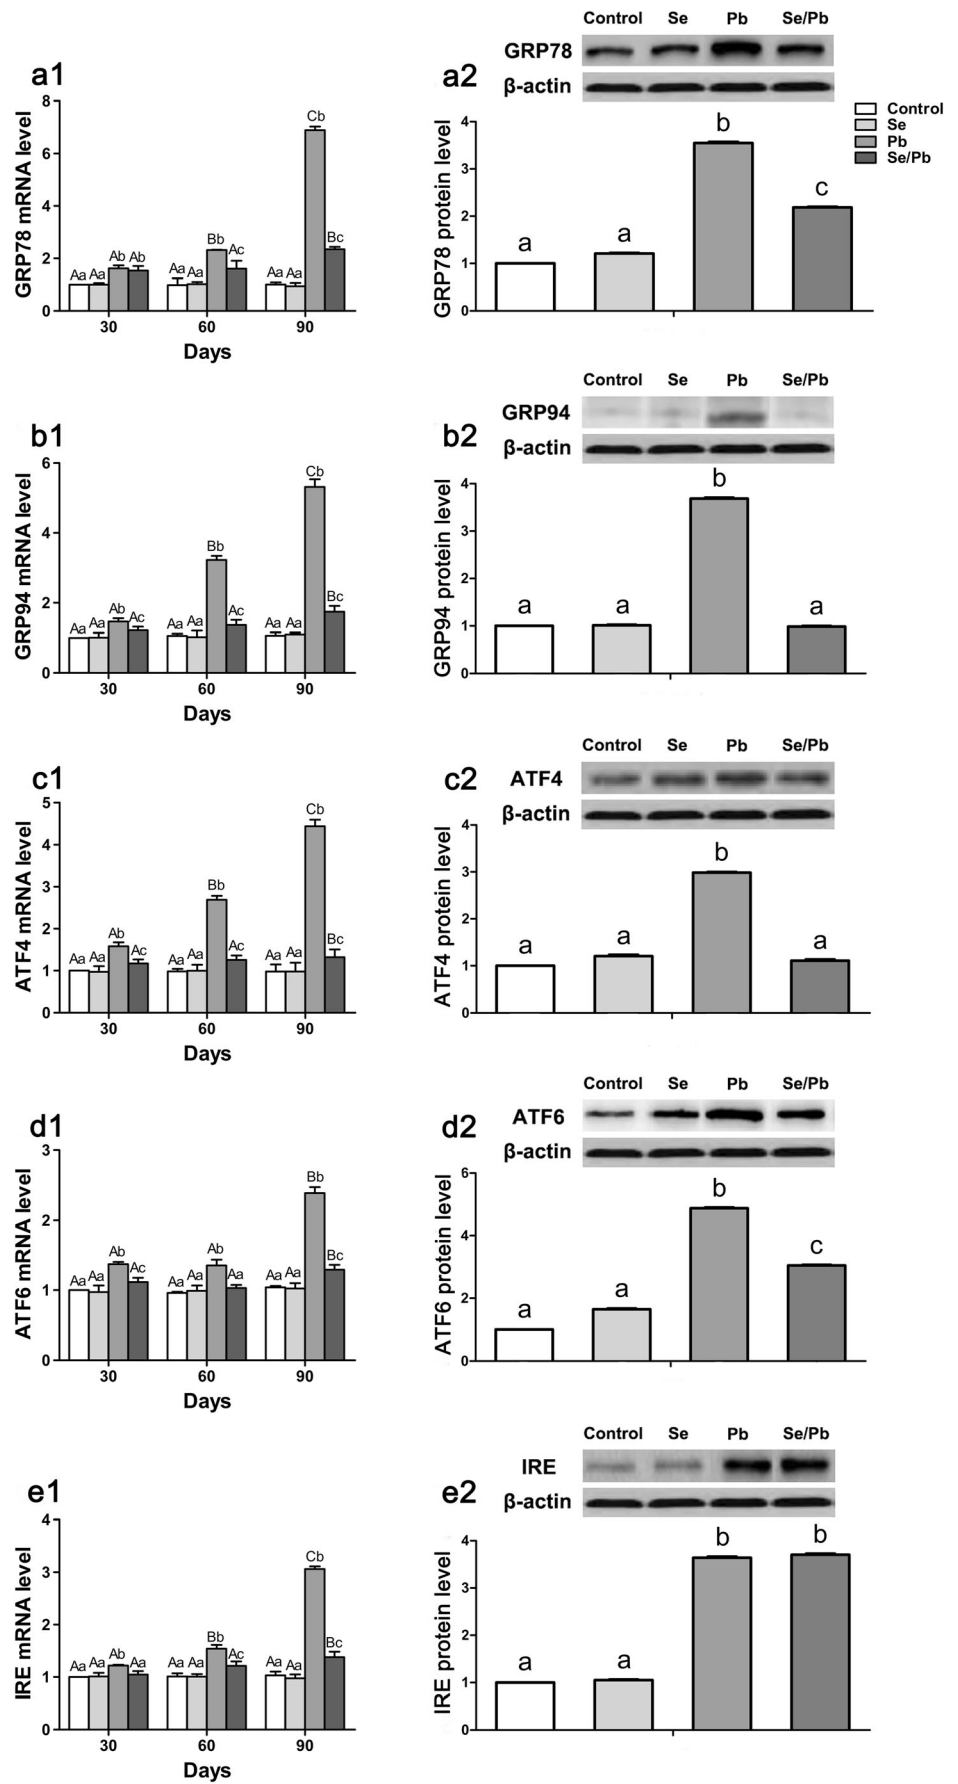 Control Se Pb Se/Pb
GRP78
β-actin
a1
a2
Control
Se
Pb
Se/Pb
GRP78 mRNA level
8
6
4
2
0
Aa Aa Ab Ab
Aa Aa Bb Ac
Aa Aa Cb Bc
30 60 90
Days
GRP78 protein level
4
3
2
1
0
a a b c
Control Se Pb Se/Pb
GRP94
β-actin
b1
b2
GRP94 mRNA level
6
4
2
0
Aa Aa Ab Ac
Aa Aa Bb Ac
Aa Aa Cb Bc
30 60 90
Days
GRP94 protein level
4
3
2
1
0
a a b a
Control Se Pb Se/Pb
ATF4
β-actin
c1
c2
ATF4 mRNA level
5
4
3
2
1
0
Aa Aa Ab Ac
Aa Aa Bb Ac
Aa Aa Cb Bc
30 60 90
Days
ATF4 protein level
4
3
2
1
0
a a b a
Control Se Pb Se/Pb
ATF6
β-actin
d1
d2
ATF6 mRNA level
3
2
1
0
Aa Aa Ab Ac
Aa Aa Ab Aa
Aa Aa Bb Bc
30 60 90
Days
ATF6 protein level
6
4
2
0
a a b c
Control Se Pb Se/Pb
IRE
β-actin
e1
e2
IRE mRNA level
4
3
2
1
0
Aa Aa Ab Aa
Aa Aa Bb Ac
Aa Aa Cb Bc
30 60 90
Days
IRE protein level
4
3
2
1
0
a a b b